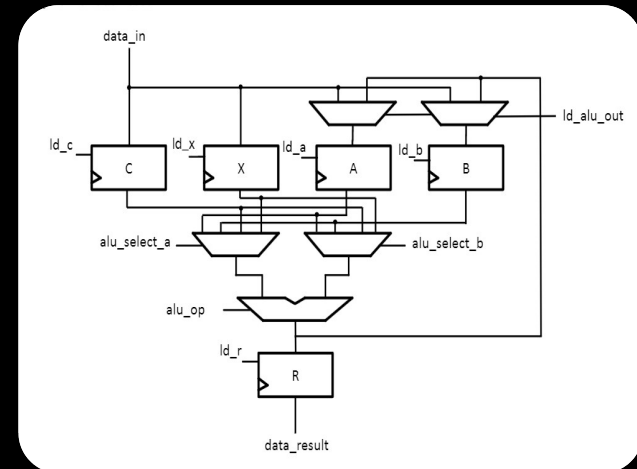 data_in
ld_alu_out
ld_c
ld_x
ld_a
ld_b
C
X
A
B
alu_select_a
alu_select_b
alu_op
ld_r
R
data_result